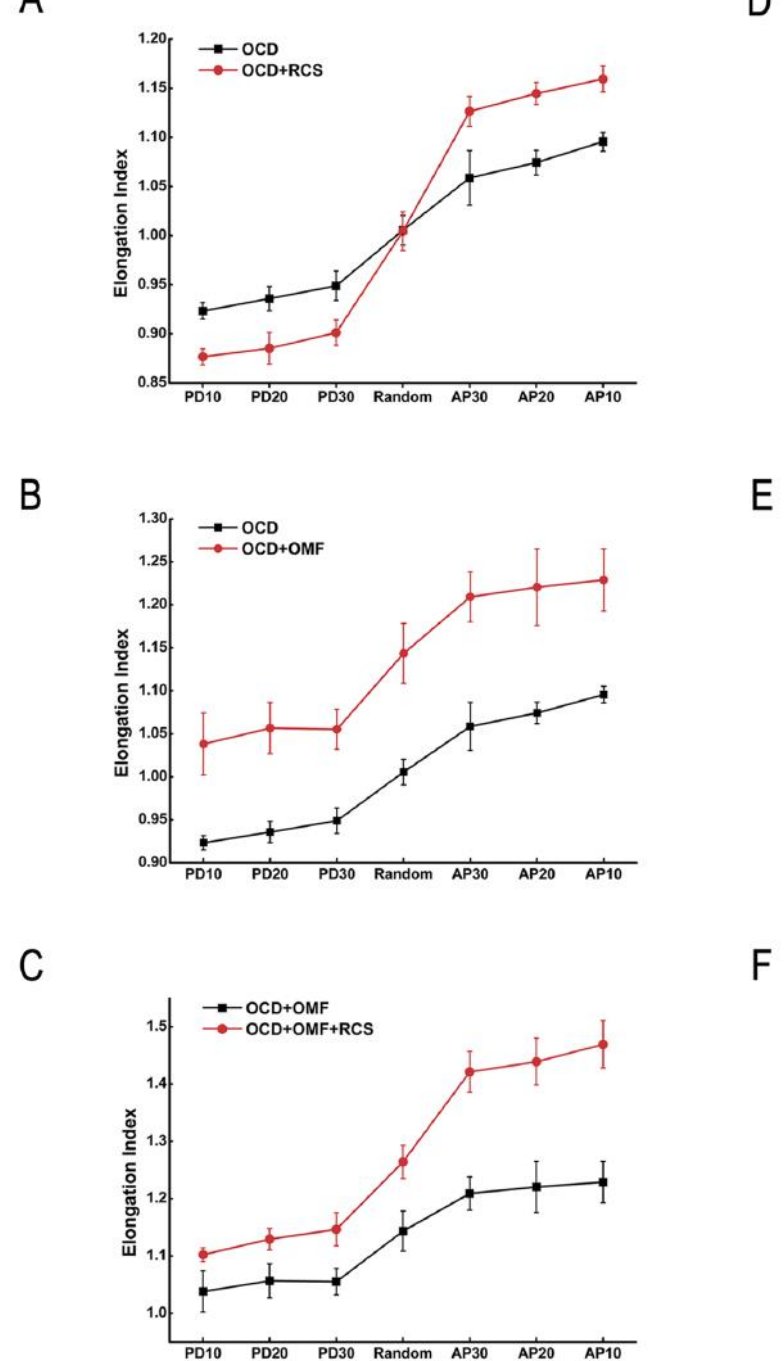 A
D
1.20
1.15
1.10
1.05
1.00
0.95
0.90
0.85
Elongation Index
OCD
OCD+RCS
PD10 PD20 PD30 Random AP30 AP20 AP10
B
E
1.30
1.25
1.20
1.15
1.10
1.05
1.00
0.95
0.90
Elongation Index
OCD
OCD+OMF
PD10 PD20 PD30 Random AP30 AP20 AP10
C
F
1.5
1.4
1.3
1.2
1.1
1.0
Elongation Index
OCD+OMF
OCD+OMF+RCS
PD10 PD20 PD30 Random AP30 AP20 AP10